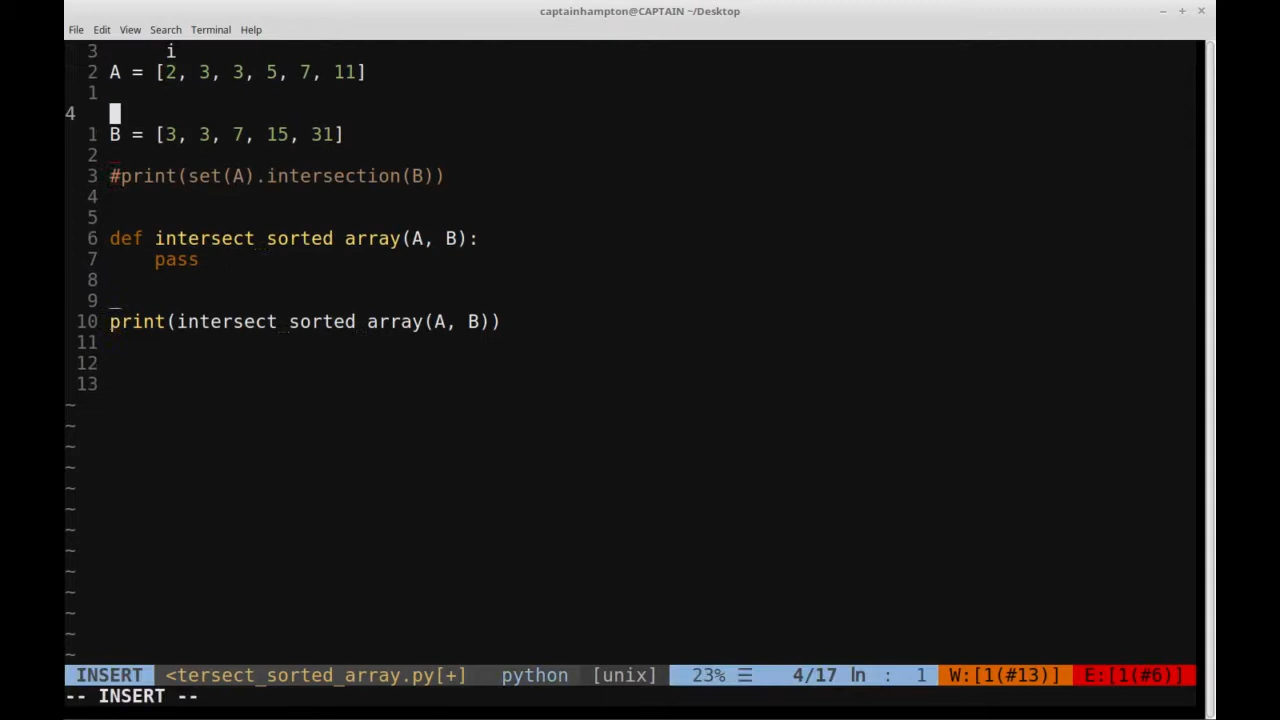 captainhampton@CAPTAIN ~/Desktop
File Edit View Search Terminal Help
3 i
2 A = [2, 3, 3, 5, 7, 11]
1
4
1 B = [3, 3, 7, 15, 31]
2
3 #print(set(A).intersection(B))
4
5
6 def intersect_sorted_array(A, B):
7 pass
8
9
10 print(intersect_sorted_array(A, B))
11
12
13
~
~
~
~
~
~
~
~
~
~
~
~
~
INSERT <tersect_sorted_array.py[+] python [unix] 23% ☰ 4/17 ln : 1 W:[1(#13)] E:[1(#6)]
-- INSERT --